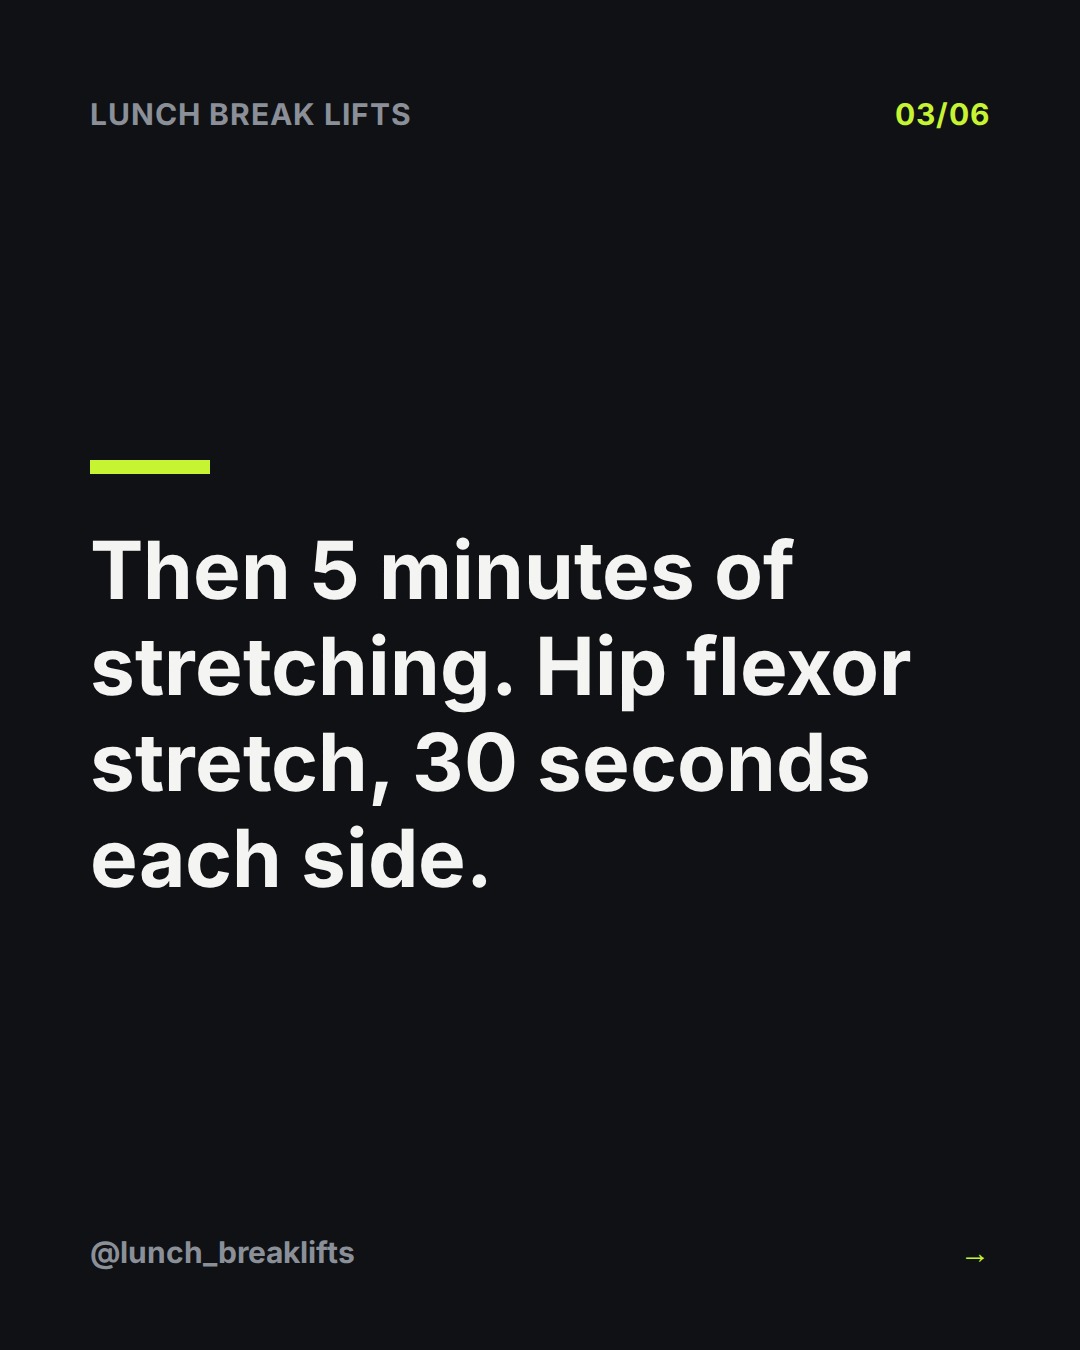 LUNCH BREAK LIFTS
03/06
Then 5 minutes of
stretching. Hip flexor
stretch, 30 seconds
each side.
@lunch_breaklifts
→